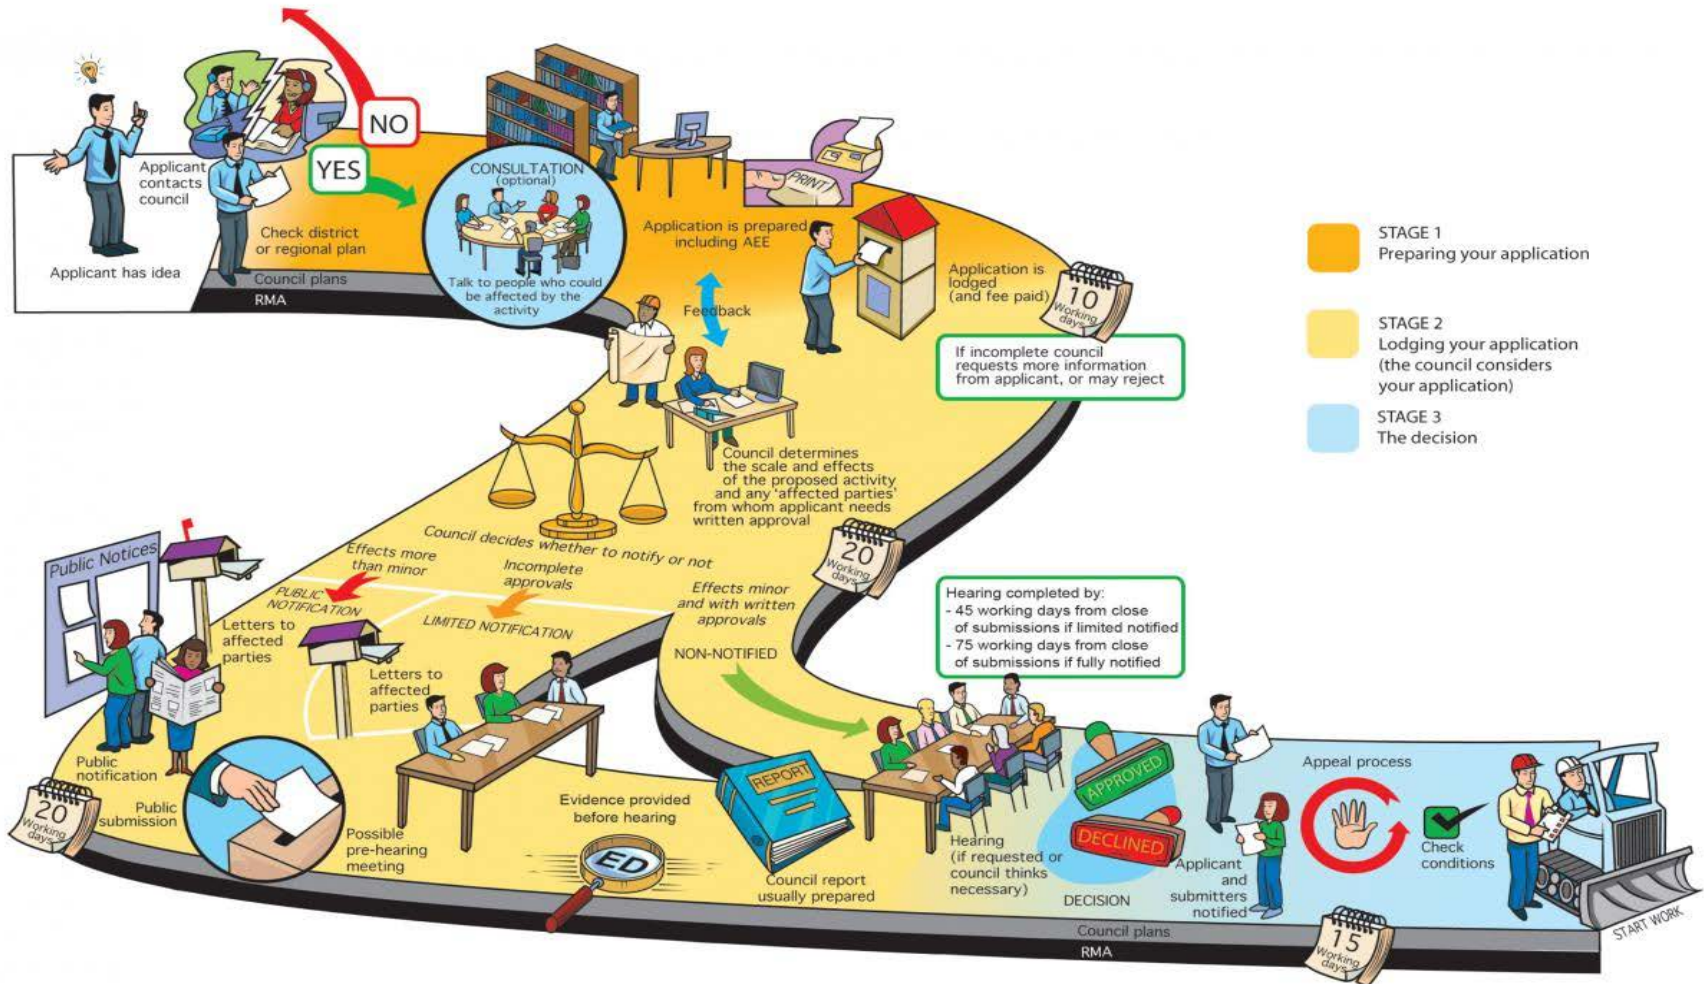 NO
YES
Applicant has idea
Applicant
contacts
council
Check district
or regional plan
Council plans
RMA
CONSULTATION
(optional)
Talk to people who could
be affected by the
activity
Application is prepared
including AEE
PRINT
Feedback
Application is
lodged
(and fee paid)
10
Working
days
If incomplete council
requests more information
from applicant, or may reject
STAGE 1
Preparing your application
STAGE 2
Lodging your application
(the council considers
your application)
STAGE 3
The decision
Council determines
the scale and effects
of the proposed activity
and any 'affected parties'
from whom applicant needs
written approval
20
Working
days
Council decides whether to notify or not
Effects more
than minor
PUBLIC
NOTIFICATION
Incomplete
approvals
LIMITED NOTIFICATION
Effects minor
and with written
approvals
NON-NOTIFIED
Public Notices
Letters to
affected
parties
Letters to
affected
parties
Public
notification
20
Working
days
Public
submission
Possible
pre-hearing
meeting
Evidence provided
before hearing
ED
REPORT
Council report
usually prepared
Hearing completed by:
- 45 working days from close
of submissions if limited notified
- 75 working days from close
of submissions if fully notified
Hearing
(if requested or
council thinks
necessary)
APPROVED
DECLINED
DECISION
Applicant
and
submitters
notified
Appeal process
Check
conditions
START WORK
Council plans
RMA
15
Working
days